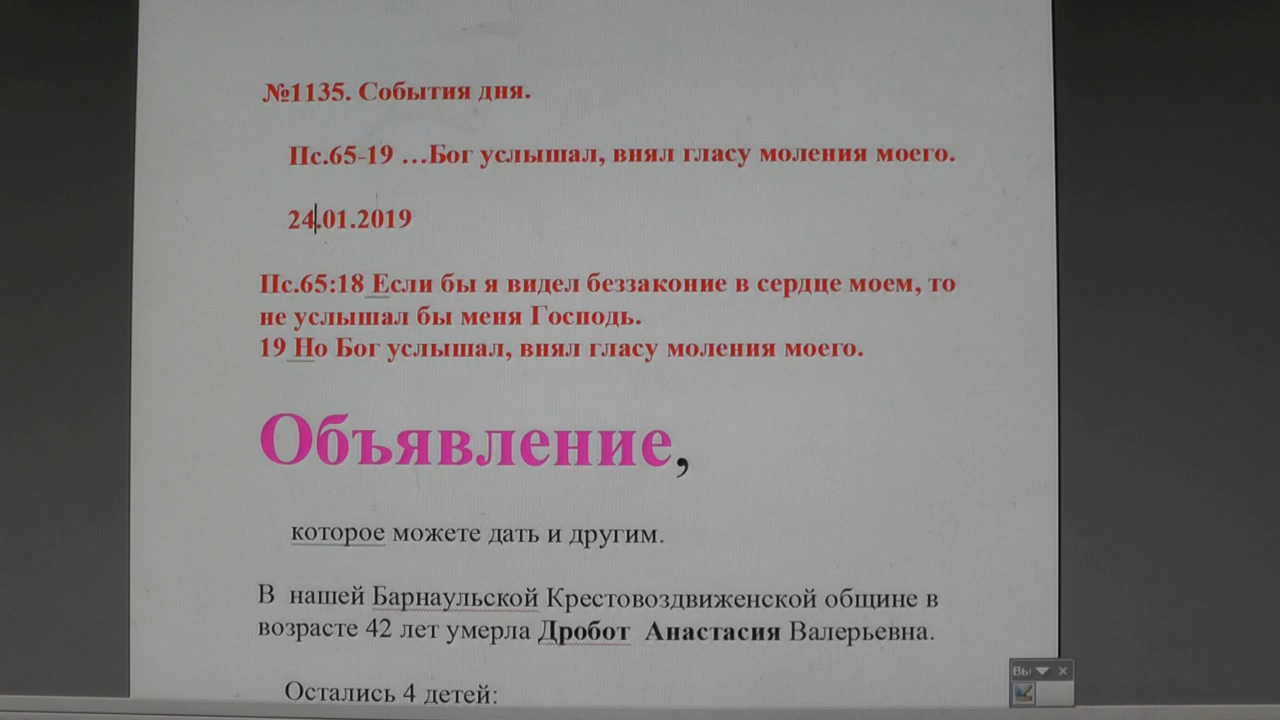 №1135. События дня.
Пс.65-19 …Бог услышал, внял гласу моления моего.
24.01.2019
Пс.65:18 Если бы я видел беззаконие в сердце моем, то
не услышал бы меня Господь.
19 Но Бог услышал, внял гласу моления моего.
Объявление,
которое можете дать и другим.
В нашей Барнаульской Крестовоздвиженской общине в
возрасте 42 лет умерла Дробот Анастасия Валерьевна.
Остались 4 детей: